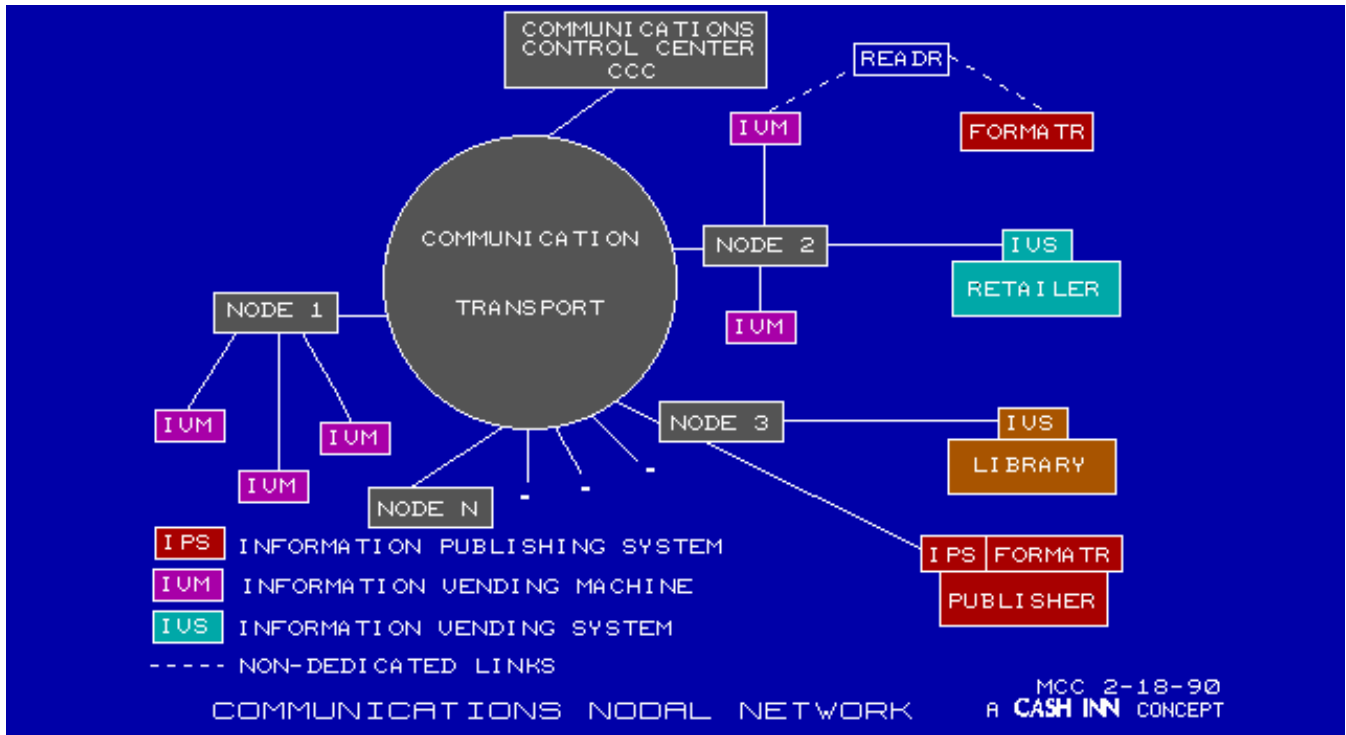 COMMUNICATIONS
CONTROL CENTER
CCC
READR
IVM
FORMATR
COMMUNICATION
TRANSPORT
NODE 2
IVS
RETAILER
NODE 1
IVM
IVM
IVM
IVM
NODE 3
IVS
LIBRARY
NODE N
IPS FORMATR
PUBLISHER
IPS INFORMATION PUBLISHING SYSTEM
IVM INFORMATION VENDING MACHINE
IVS INFORMATION VENDING SYSTEM
----- NON-DEDICATED LINKS
COMMUNICATIONS NODAL NETWORK
MCC 2-18-90
A CASH INN CONCEPT